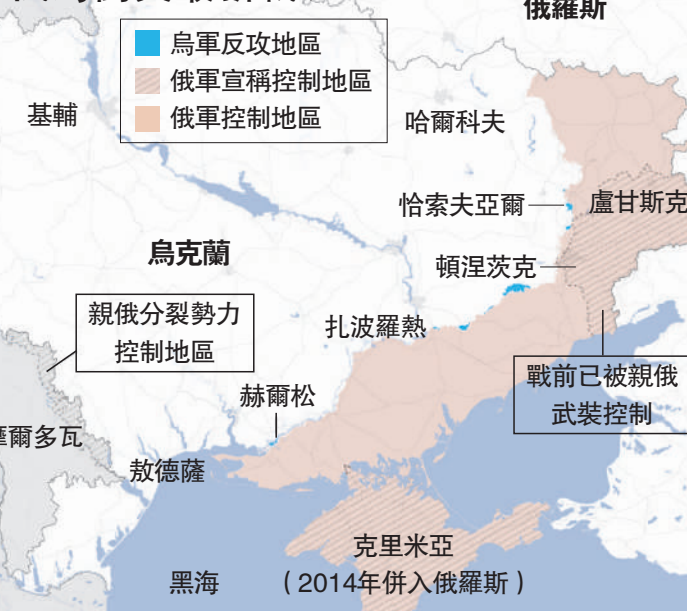 俄羅斯
烏軍反攻地區
俄軍宣稱控制地區
俄軍控制地區
基輔
哈爾科夫
恰索夫亞爾
盧甘斯克
烏克蘭
頓涅茨克
親俄分裂勢力
控制地區
扎波羅熱
戰前已被親俄
武裝控制
赫爾松
爾多瓦
敖德薩
克里米亞
黑海
(2014年併入俄羅斯)